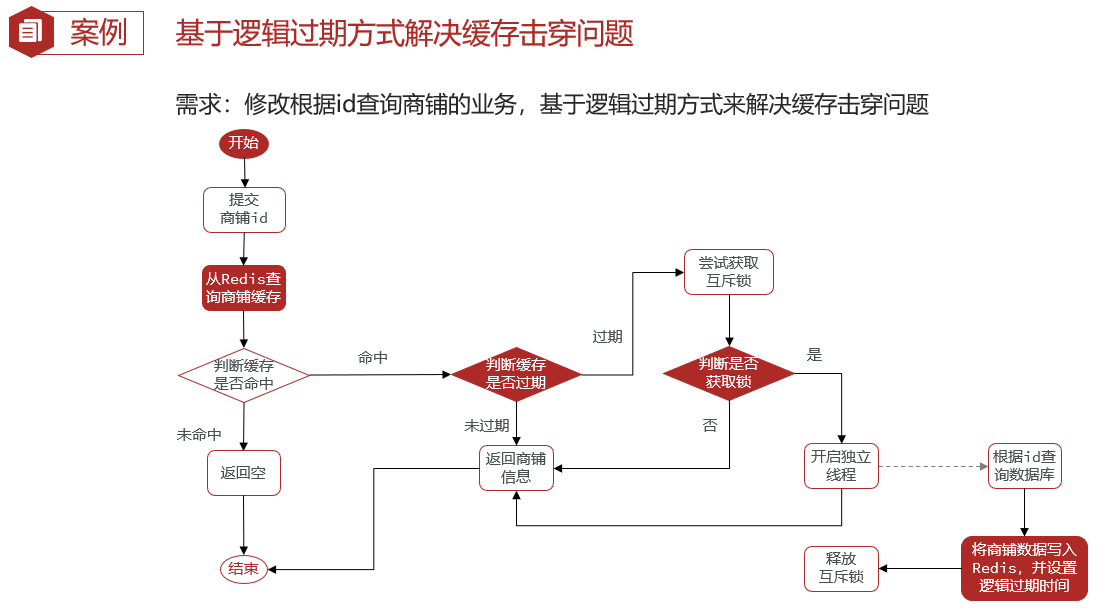 案例
基于逻辑过期方式解决缓存击穿问题
需求：修改根据id查询商铺的业务，基于逻辑过期方式来解决缓存击穿问题
开始
提交
商铺id
从Redis查
询商铺缓存
判断缓存
是否命中
命中
未命中
返回空
结束
判断缓存
是否过期
过期
未过期
返回商铺
信息
尝试获取
互斥锁
判断是否
获取锁
是
否
开启独立
线程
根据id查
询数据库
将商铺数据写入
Redis，并设置
逻辑过期时间
释放
互斥锁